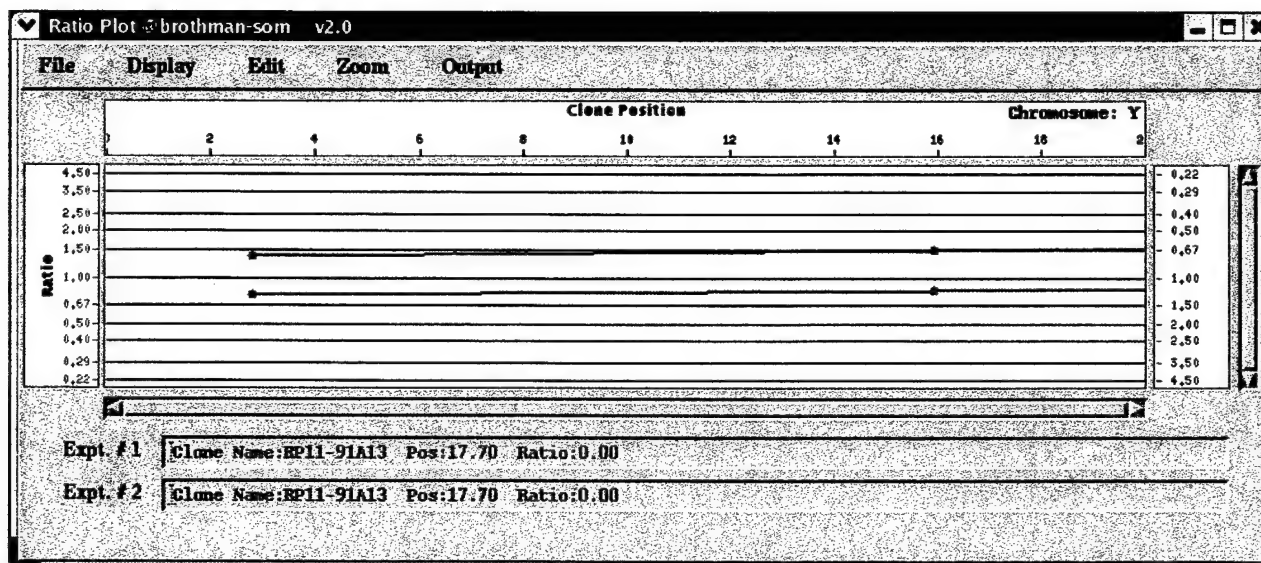 Ratio Plot @ brothman-som v2.0
File Display Edit Zoom Output
Clone Position Chromosome: Y
0 2 4 6 8 10 12 14 16 18 2
Ratio
4.50 0.22
3.50 0.29
2.50 0.40
2.00 0.50
1.50 0.67
1.00 1.00
0.67 1.50
0.50 2.00
0.40 2.50
0.29 3.50
0.22 4.50
Expt. #1 Clone Name:RP11-91A13 Pos:17.70 Ratio:0.00
Expt. #2 Clone Name:RP11-91A13 Pos:17.70 Ratio:0.00